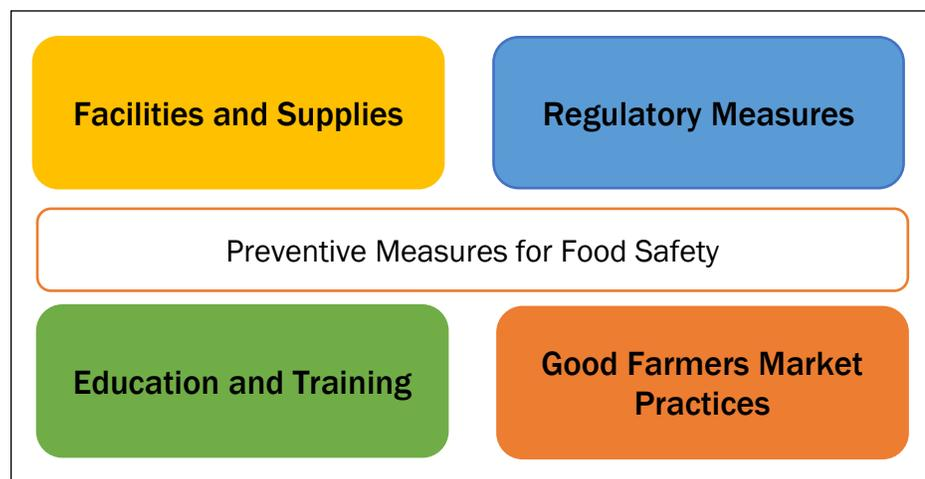 Facilities and Supplies
Regulatory Measures
Preventive Measures for Food Safety
Education and Training
Good Farmers Market
Practices